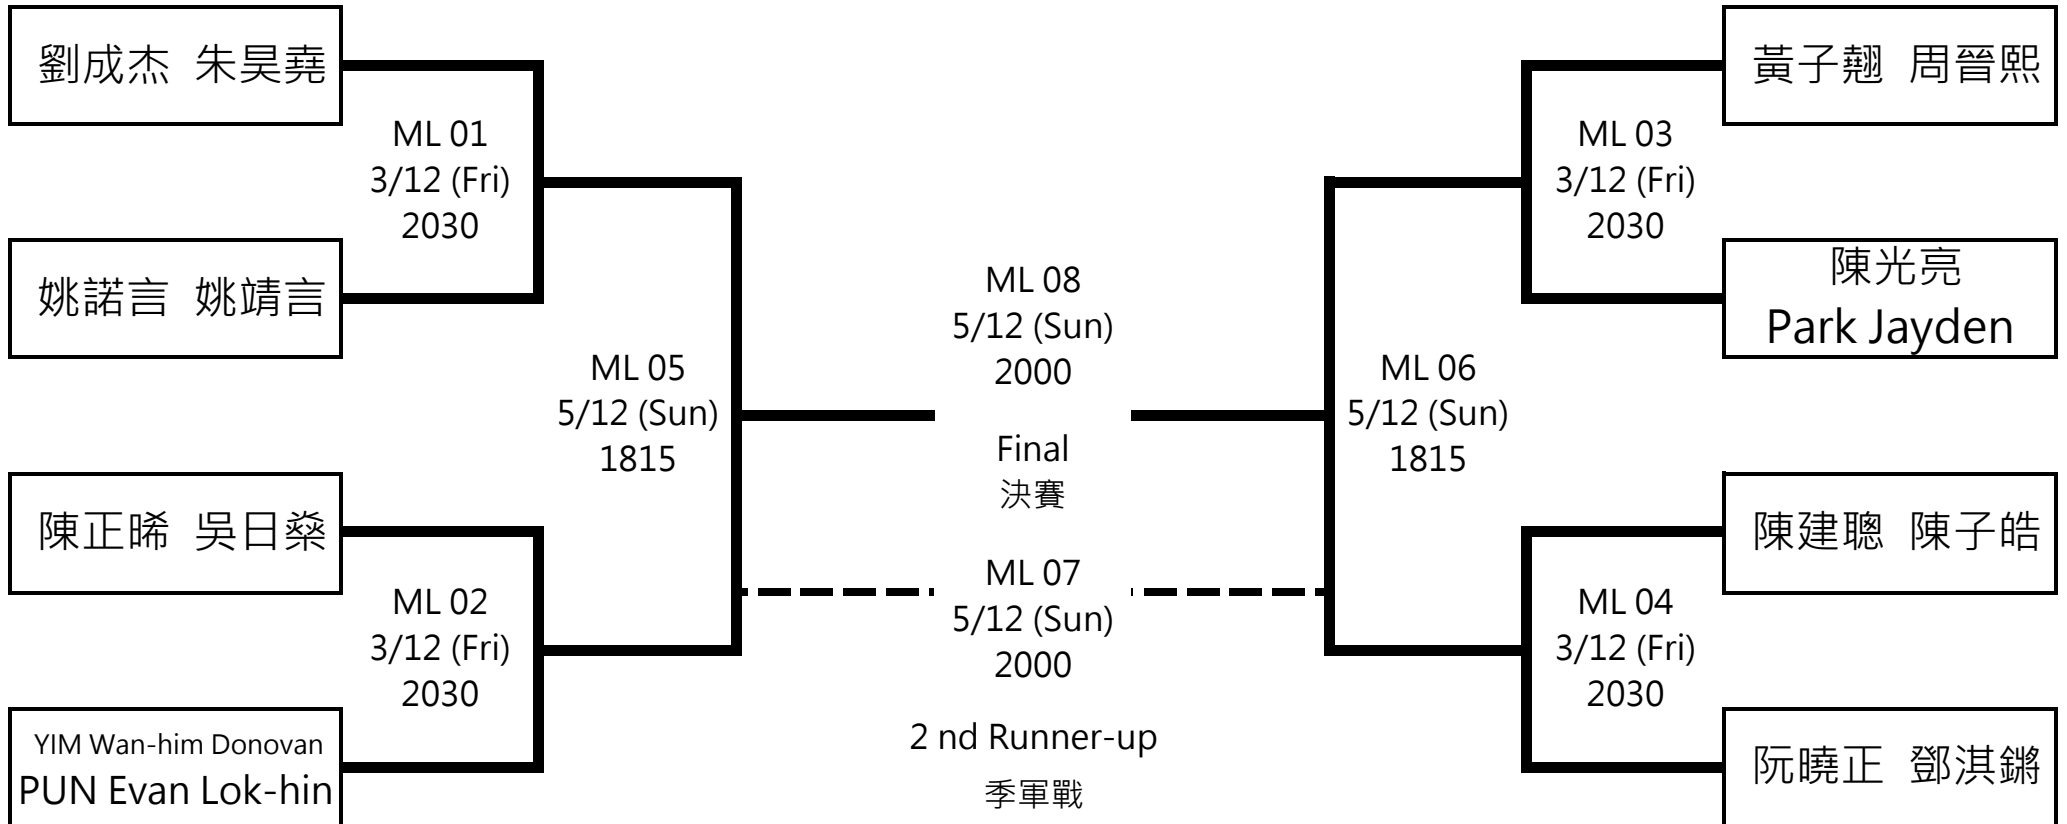 劉成杰 朱昊堯
ML 01
3/12 (Fri)
2030
姚諾言 姚靖言
ML 05
5/12 (Sun)
1815
陳正晞 吳日燊
ML 02
3/12 (Fri)
2030
YIM Wan-him Donovan
PUN Evan Lok-hin
ML 08
5/12 (Sun)
2000
Final
決賽
ML 07
5/12 (Sun)
2000
2 nd Runner-up
季軍戰
黃子翹 周晉熙
ML 03
3/12 (Fri)
2030
陳光亮
Park Jayden
ML 06
5/12 (Sun)
1815
陳建聰 陳子皓
ML 04
3/12 (Fri)
2030
阮曉正 鄧淇鏘